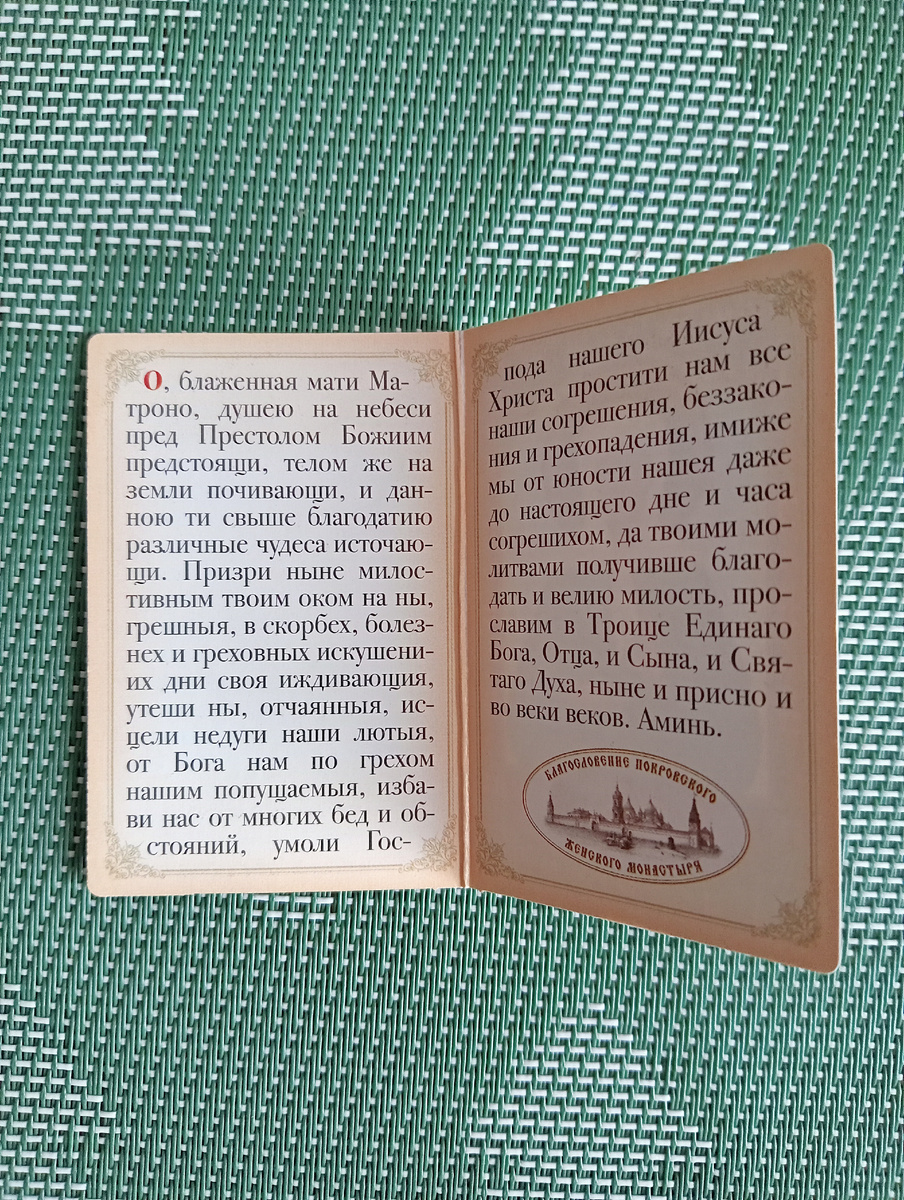 О, блаженная мати Ма-
троно, душею на небеси
пред Престолом Божиим
предстоящи, телом же на
земли почивающи, и дан-
ною ти свыше благодатию
различные чудеса источаю-
щи. Призри ныне милос-
тивным твоим оком на ны,
грешныя, в скорбех, болез-
нех и греховных искушени-
их дни своя иждивающия,
утеши ны, отчаянныя, ис-
цели недуги наши лютыя,
от Бога нам по грехом
нашим попущаемыя, изба-
ви нас от многих бед и об-
стояний, умоли Гос-
пода нашего Иисуса
Христа простити нам все
наши согрешения, беззако-
ния и грехопадения, имиже
мы от юности нашея даже
до настоящего дне и часа
согрешихом, да твоими мо-
литвами получивше благо-
дать и велию милость, про-
славим в Троице Единаго
Бога, Отца, и Сына, и Свя-
таго Духа, ныне и присно и
во веки веков. Аминь.
БЛАГОСЛОВЕНИЕ ПОКРОВСКОГО
ЖЕНСКОГО МОНАСТЫРЯ